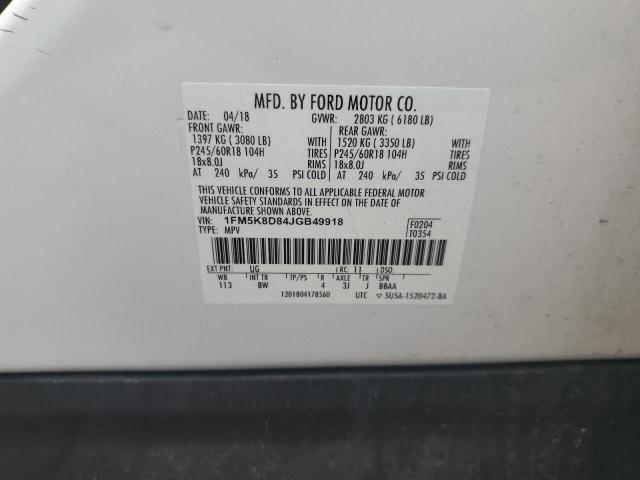 MFD. BY FORD MOTOR CO.
DATE: 04/18 GVWR: 2803 KG ( 6180 LB)
FRONT GAWR: REAR GAWR:
1397 KG ( 3080 LB) WITH 1520 KG ( 3350 LB) WITH
P245/60R18 104H TIRES P245/60R18 104H TIRES
18x8.0J RIMS 18x8.0J RIMS
AT 240 kPa/ 35 PSI COLD AT 240 kPa/ 35 PSI COLD
THIS VEHICLE CONFORMS TO ALL APPLICABLE FEDERAL MOTOR
VEHICLE SAFETY STANDARDS IN EFFECT ON THE DATE OF
MANUFACTURE SHOWN ABOVE.
VIN: 1FM5K8D84JGB49918 F0204
TYPE: MPV T0354
EXT PNT: UG RC: 11 DSO:
WB INT TR TP/PS R AXLE TR SPR
113 8W 4 3J J BBAA
1201804178560 UTC ▽ 5USA-1520472-BA